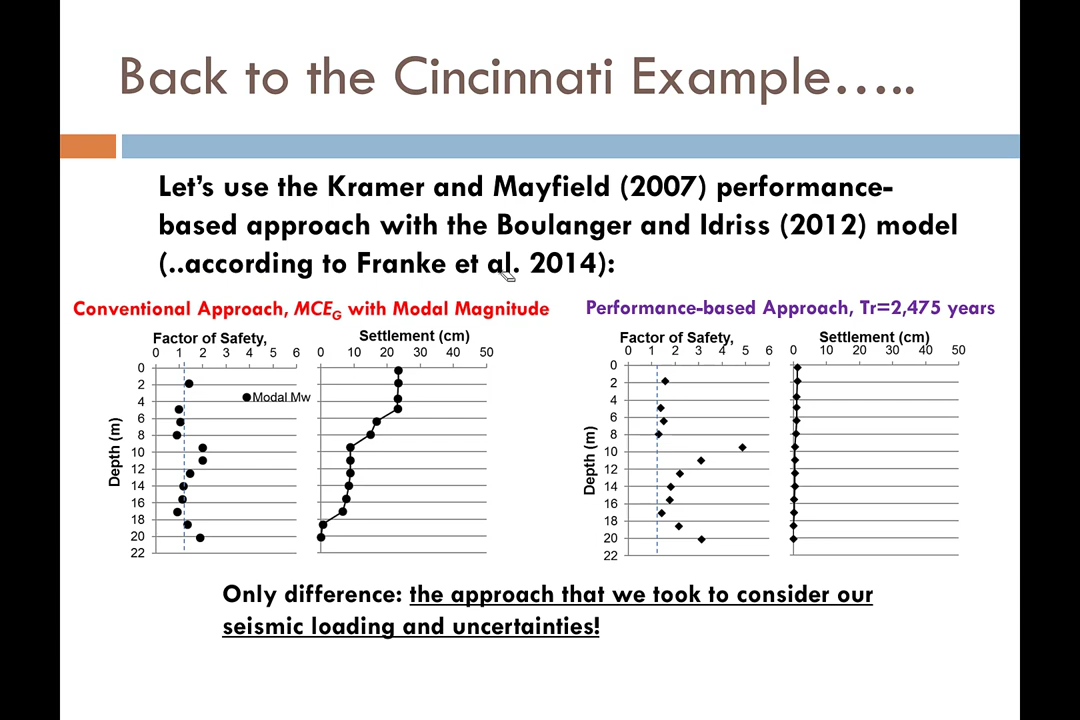 Back to the Cincinnati Example…..
Let's use the Kramer and Mayfield (2007) performance-
based approach with the Boulanger and Idriss (2012) model
(..according to Franke et al. 2014):
Conventional Approach, MCEG with Modal Magnitude
Factor of Safety,
0 1 2 3 4 5 6
Depth (m)
0
2
4
6
8
10
12
14
16
18
20
22
Modal Mw
Settlement (cm)
0 10 20 30 40 50
Performance-based Approach, Tr=2,475 years
Factor of Safety,
0 1 2 3 4 5 6
Depth (m)
0
2
4
6
8
10
12
14
16
18
20
22
Settlement (cm)
0 10 20 30 40 50
Only difference: the approach that we took to consider our
seismic loading and uncertainties!